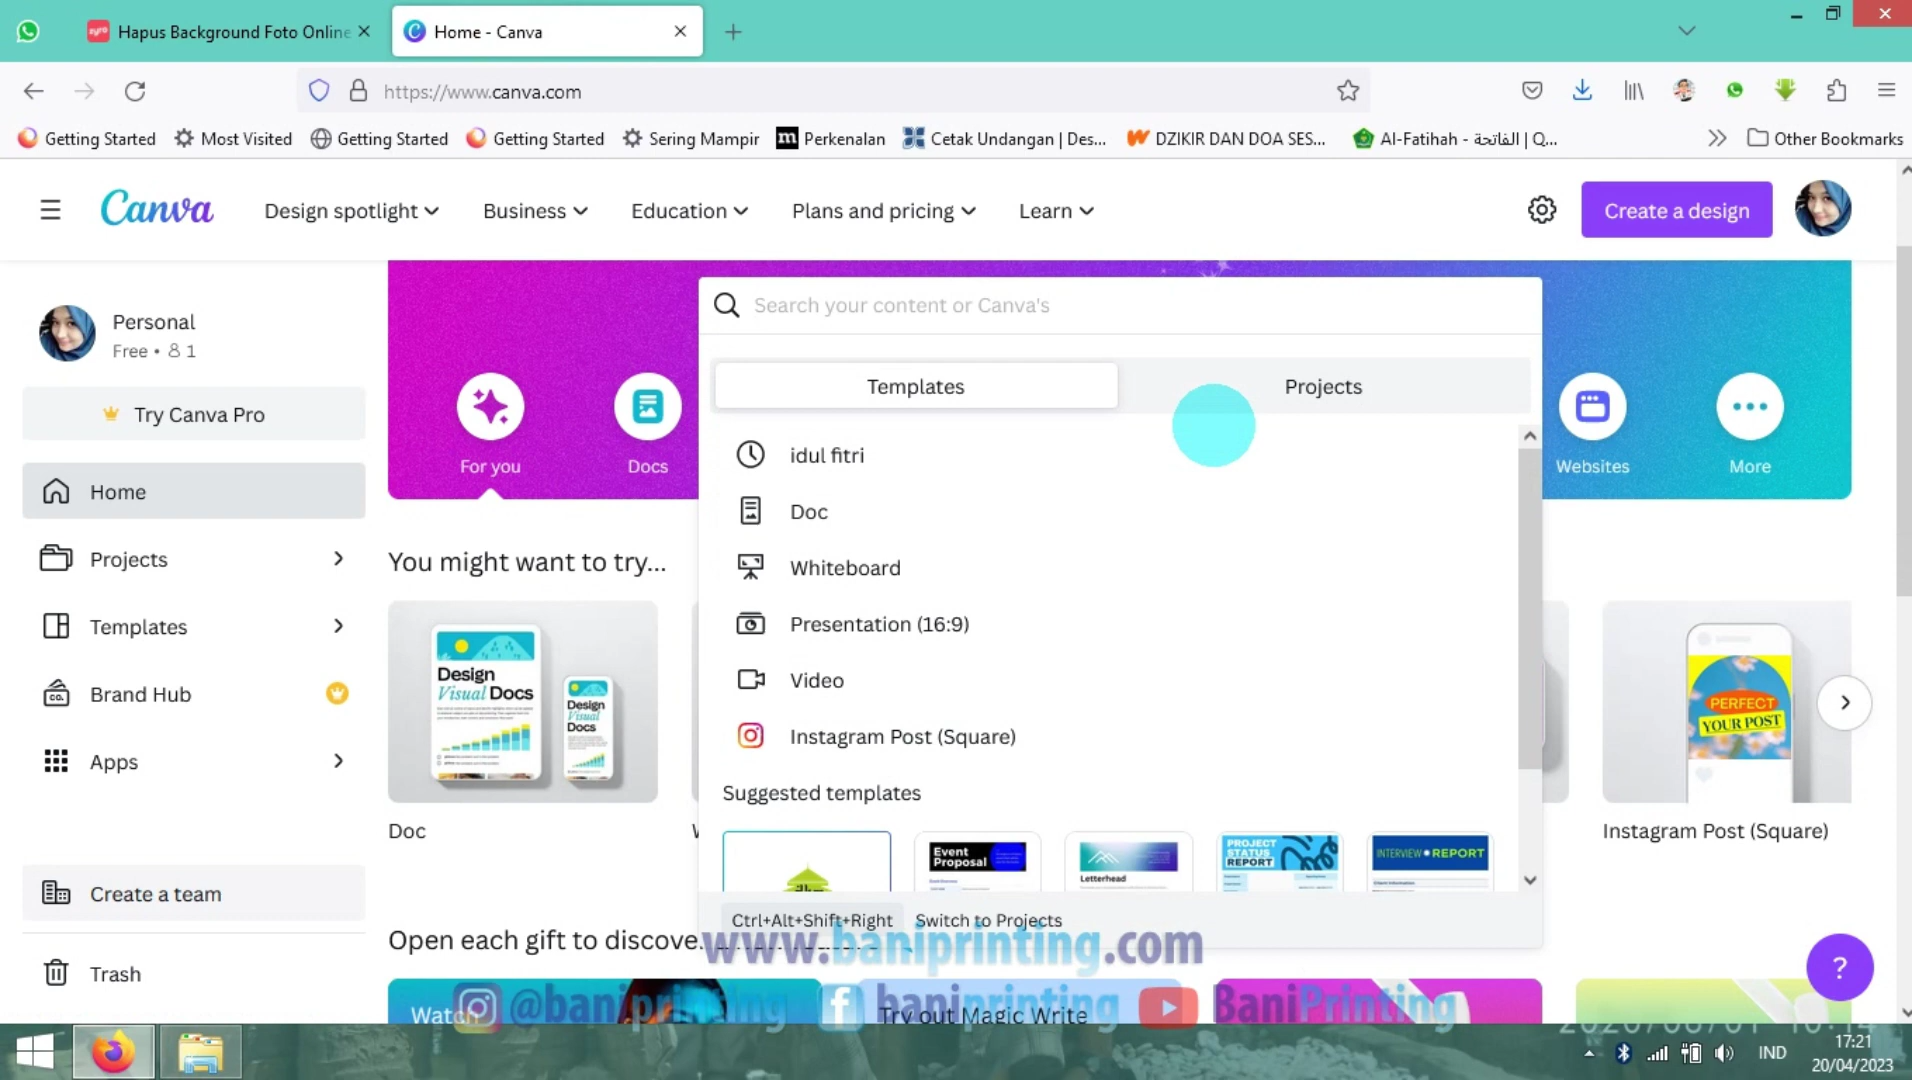 Hapus Background Foto Online
Home - Canva
https://www.canva.com
Getting Started
Most Visited
Getting Started
Getting Started
Sering Mampir
Perkenalan
Cetak Undangan | Des...
DZIKIR DAN DOA SES...
Al-Fatihah - الفاتحة | Q...
Other Bookmarks
Canva
Design spotlight
Business
Education
Plans and pricing
Learn
Create a design
Personal
Free • 1
Try Canva Pro
Home
Projects
Templates
Brand Hub
Apps
Create a team
Trash
Search your content or Canva's
Templates
Projects
For you
Docs
Websites
More
idul fitri
Doc
Whiteboard
Presentation (16:9)
Video
Instagram Post (Square)
Suggested templates
Event
Proposal
Letterhead
PROJECT
STATUS
REPORT
INTERVIEW REPORT
Ctrl+Alt+Shift+Right
Switch to Projects
You might want to try...
Design
Visual Docs
Design
Visual
Docs
PERFECT
YOUR POST
Doc
Instagram Post (Square)
Open each gift to discove
www.baniprinting.com
Watch
@baniprinting
baniprinting
BaniPrinting
Try out Magic Write
?
IND
17:21
20/04/2023